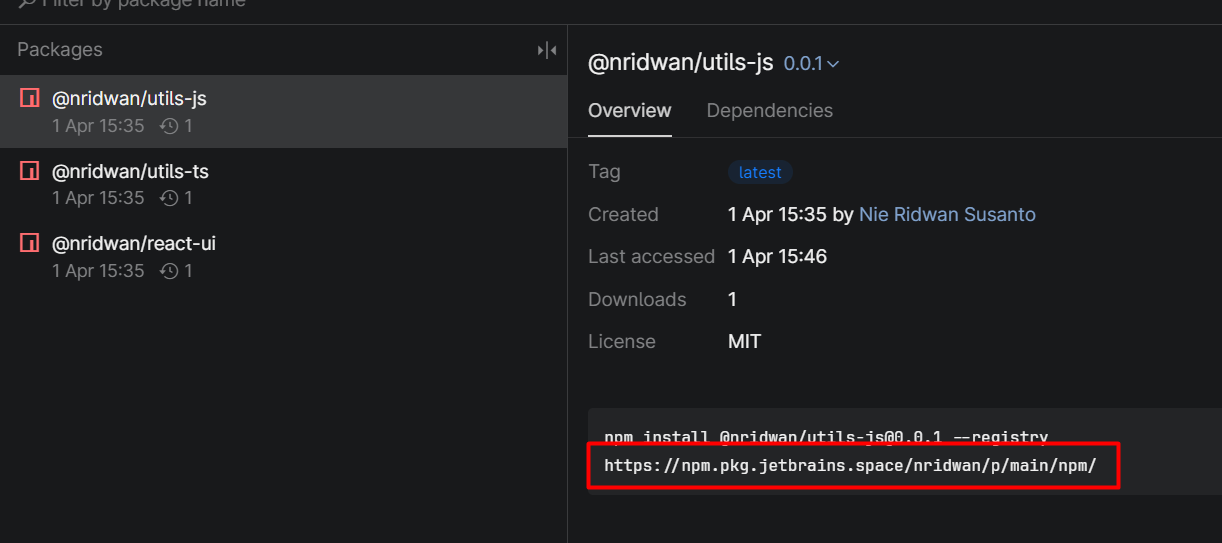 Filter by package name
Packages
@nridwan/utils-js
1 Apr 15:35 1
@nridwan/utils-ts
1 Apr 15:35 1
@nridwan/react-ui
1 Apr 15:35 1
@nridwan/utils-js 0.0.1
Overview Dependencies
Tag latest
Created 1 Apr 15:35 by Nie Ridwan Susanto
Last accessed 1 Apr 15:46
Downloads 1
License MIT
npm install @nridwan/utils-js@0.0.1 --registry
https://npm.pkg.jetbrains.space/nridwan/p/main/npm/